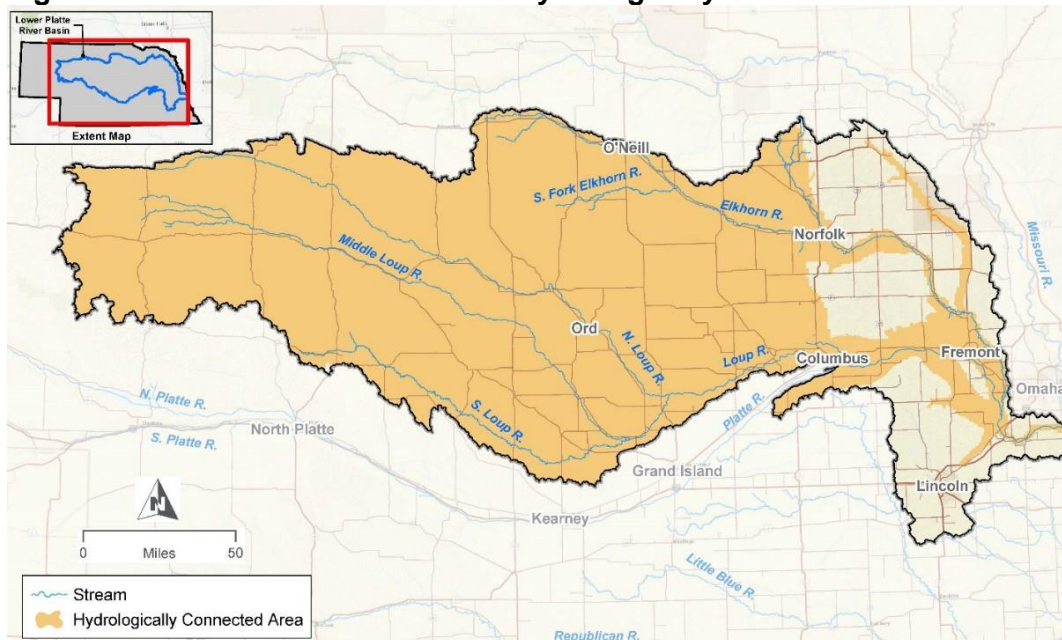 Lower Platte
River Basin
Extent Map
O'Neill
S. Fork Elkhorn R.
Elkhorn R.
Norfolk
Missouri R.
Middle Loup R.
Ord
N. Loup R.
Loup R.
Columbus
Fremont
Omaha
N. Platte R.
S. Platte R.
North Platte
S. Loup R.
Platte R.
Grand Island
Lincoln
Kearney
N
0 50
Miles
Little Blue R.
Stream
Hydrologically Connected Area
Republican R.